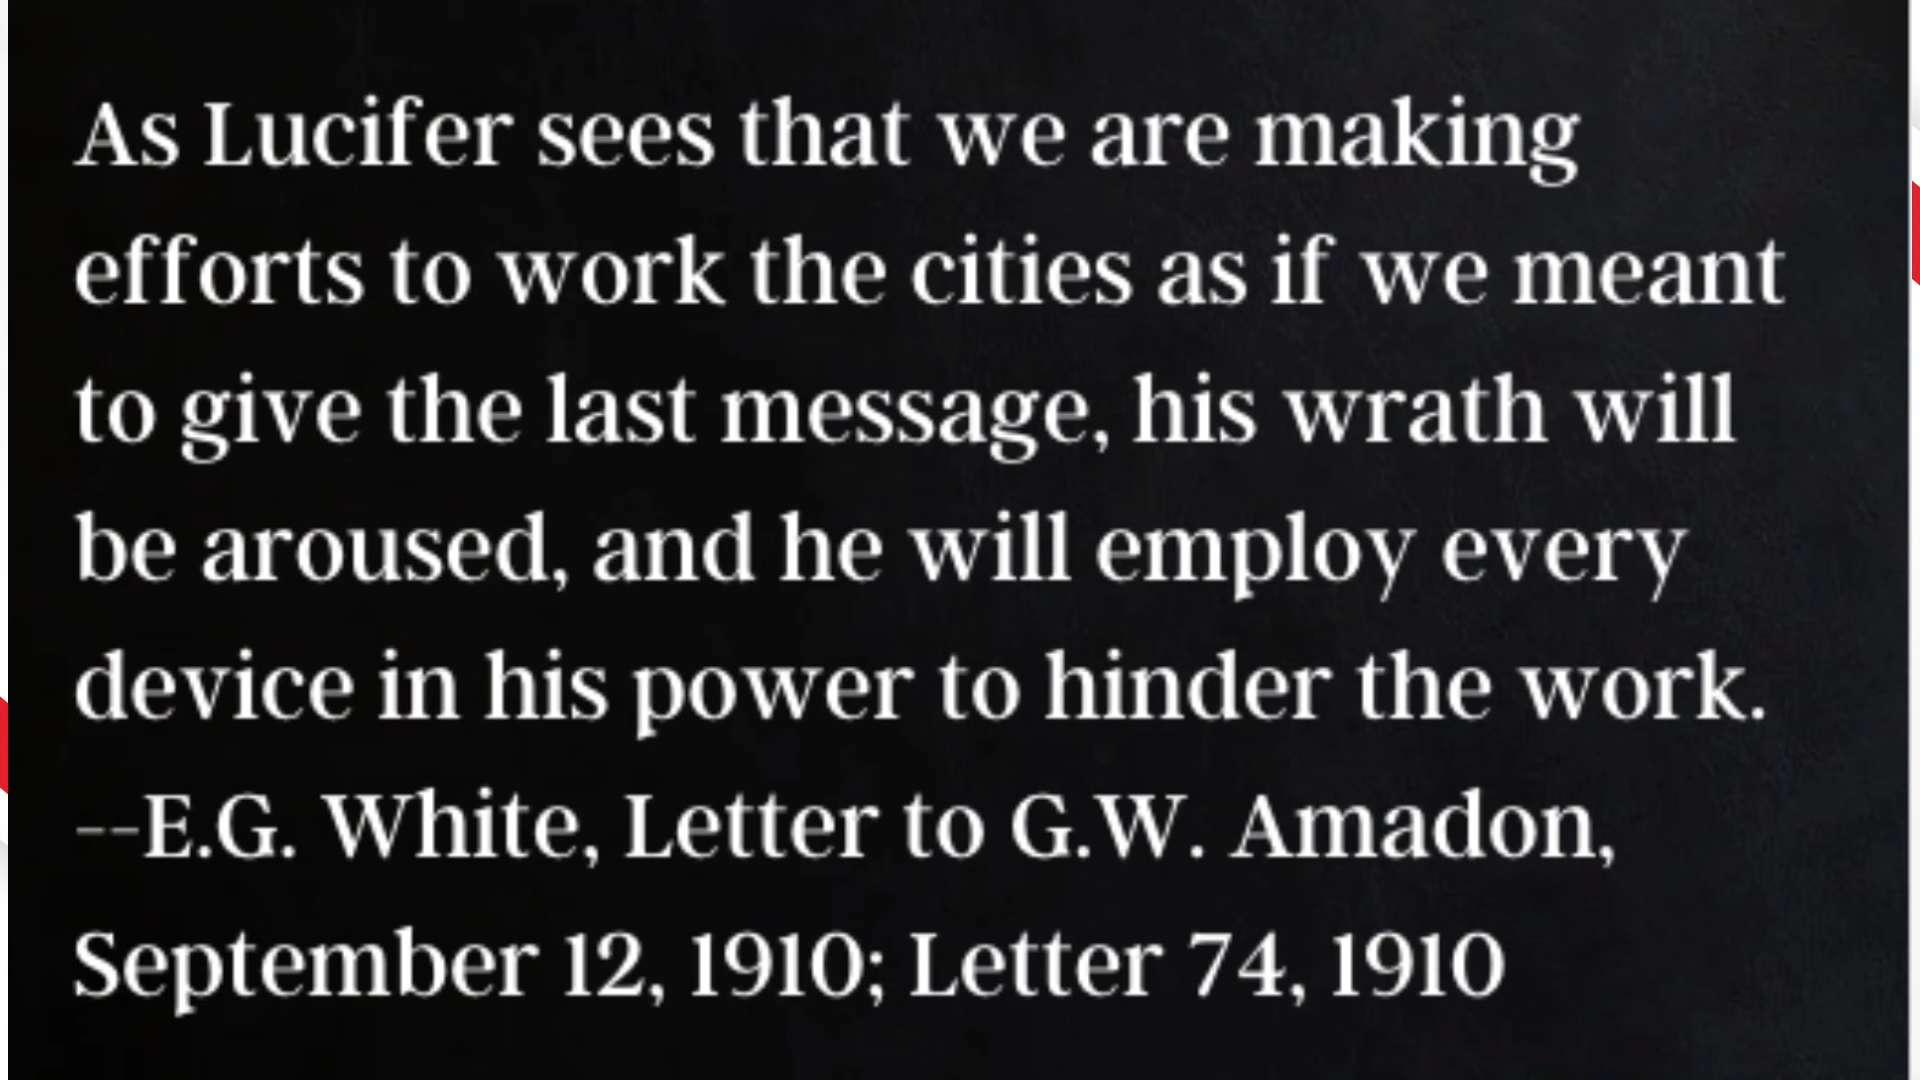 As Lucifer sees that we are making
efforts to work the cities as if we meant
to give the last message, his wrath will
be aroused, and he will employ every
device in his power to hinder the work.
--E.G. White, Letter to G.W. Amadon,
September 12, 1910; Letter 74, 1910